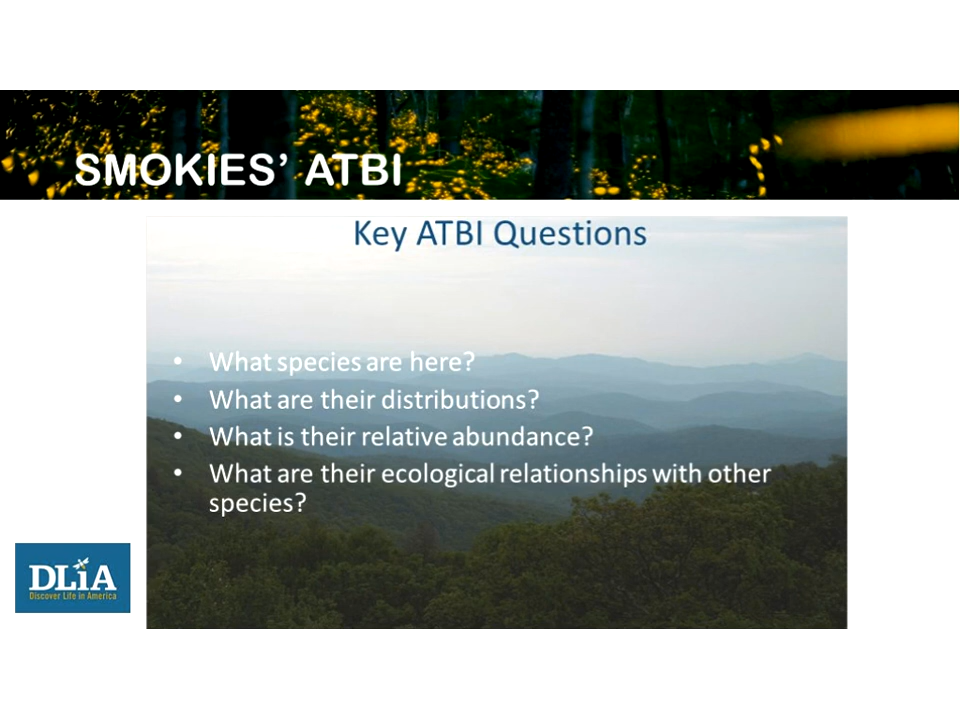 SMOKIES’ ATBI
Key ATBI Questions
• What species are here?
• What are their distributions?
• What is their relative abundance?
• What are their ecological relationships with other
species?
DLiA
Discover Life in America